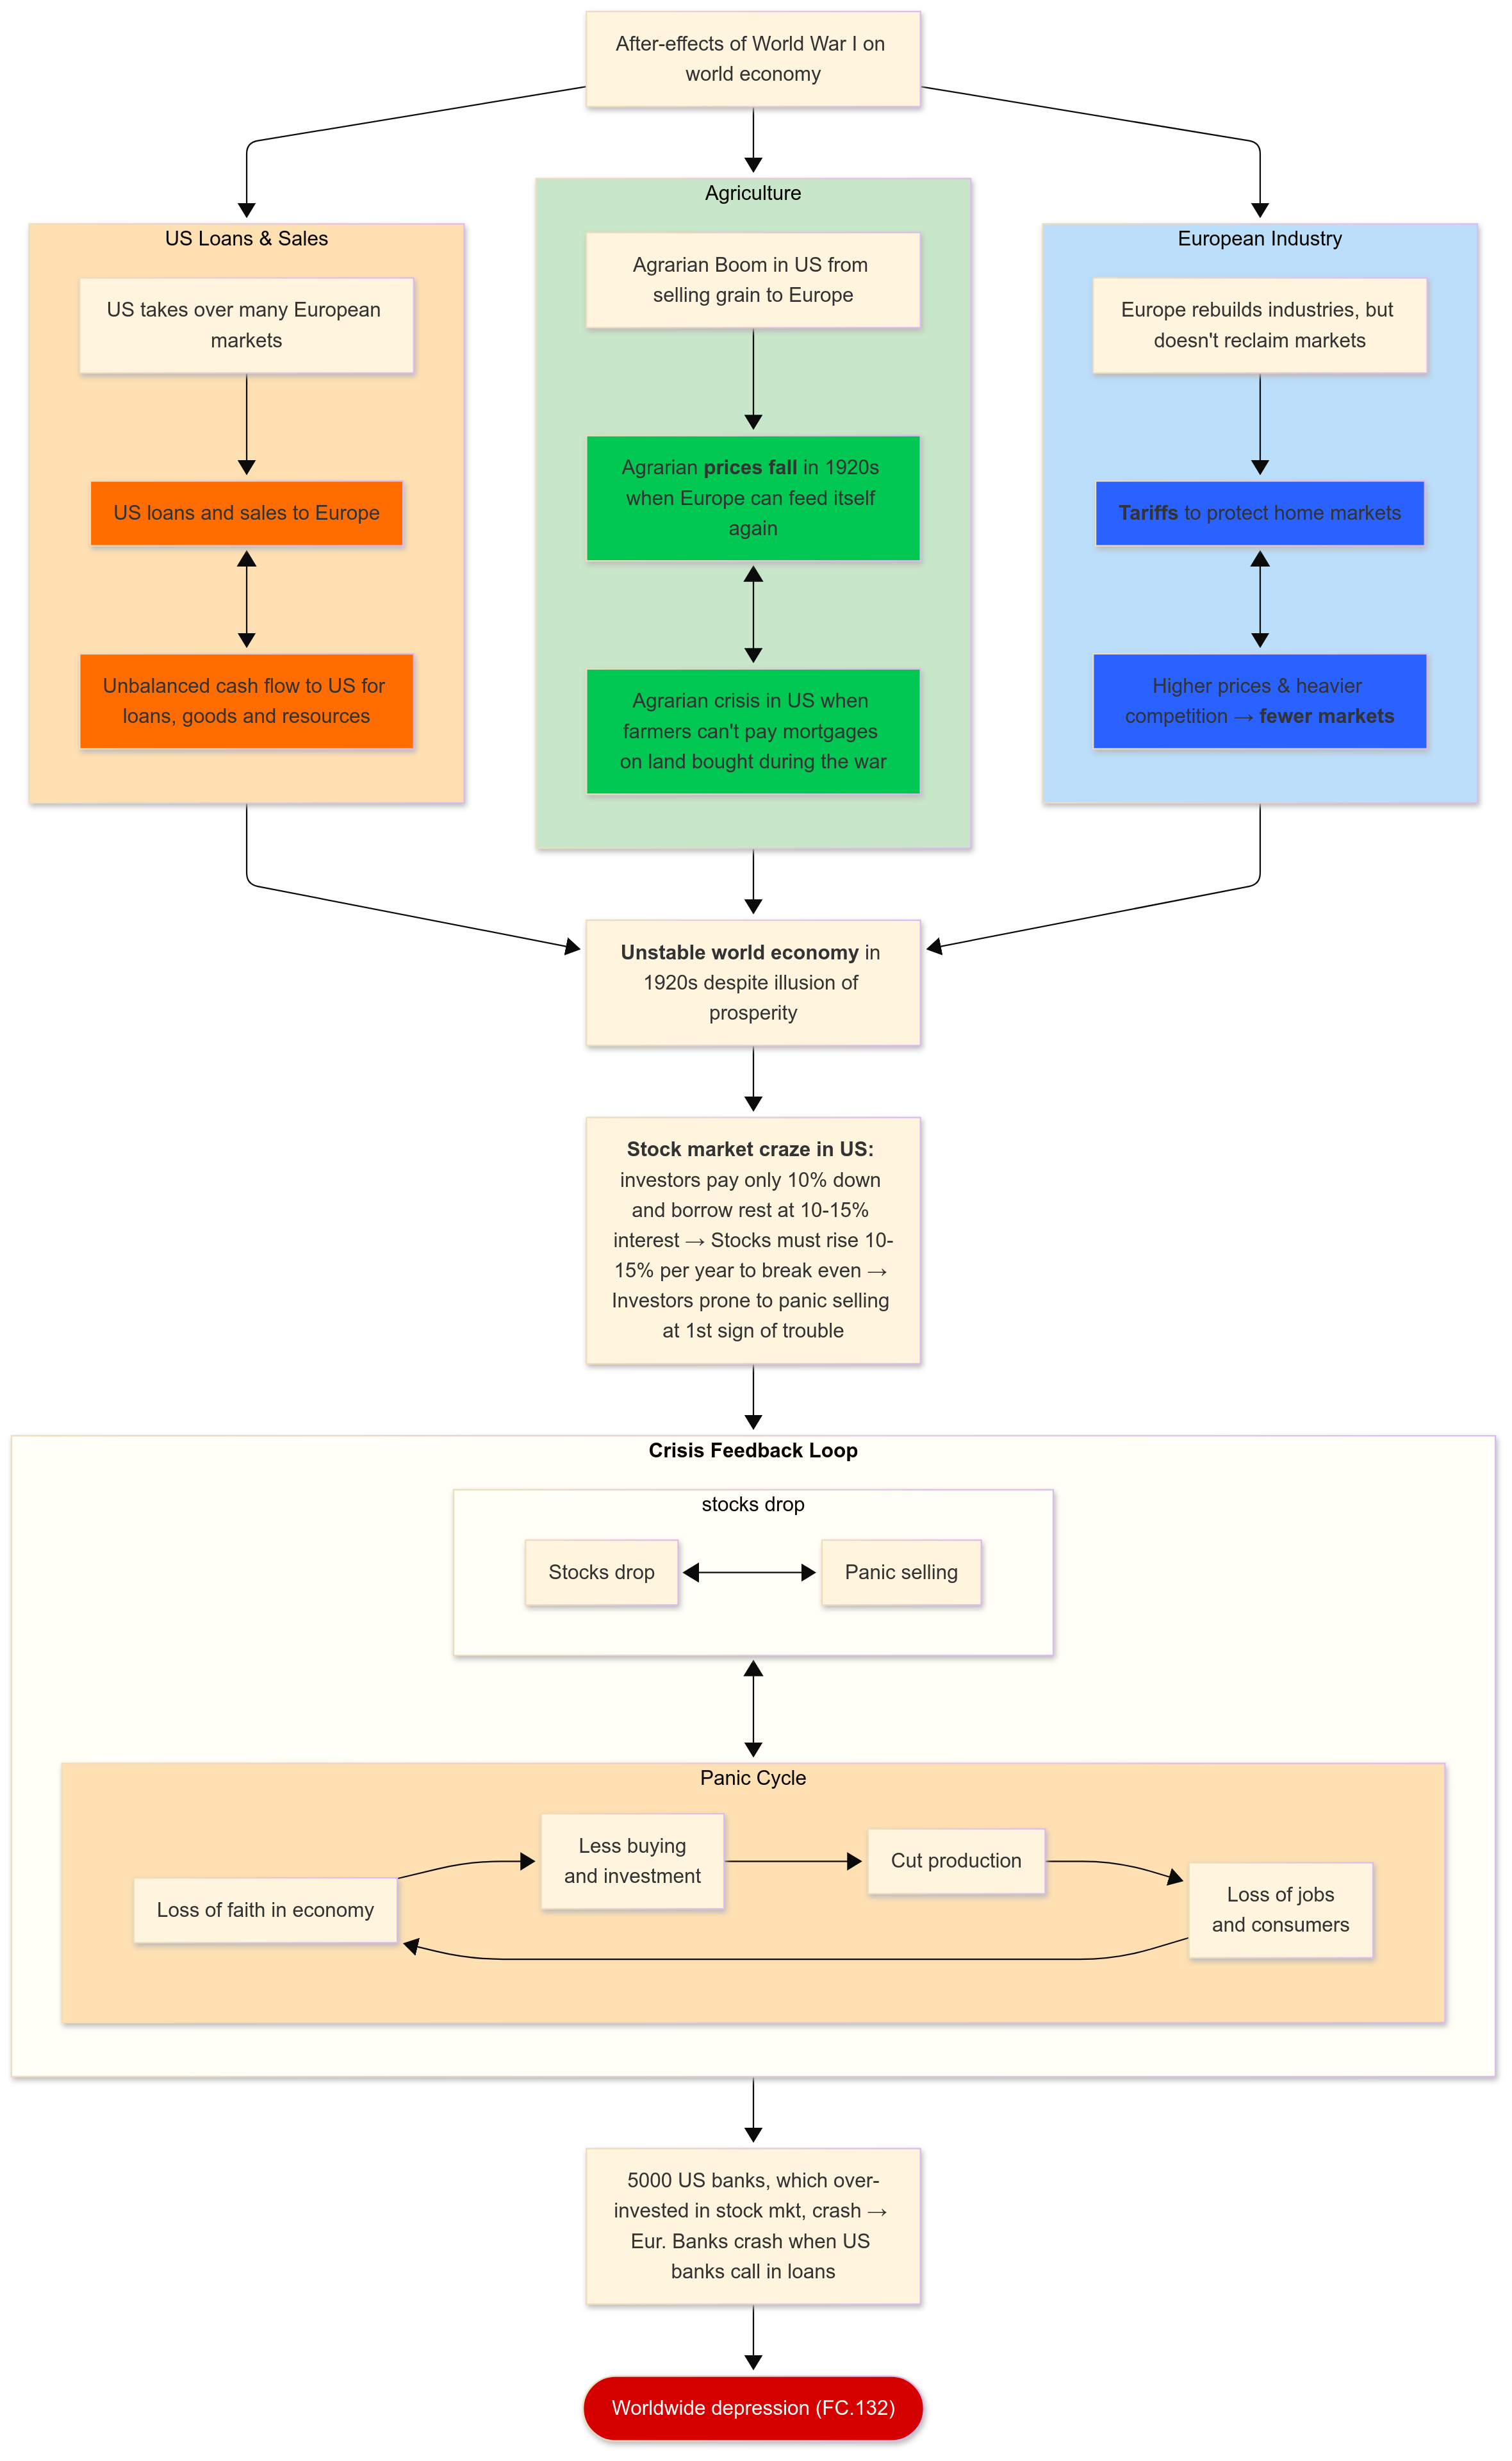 After-effects of World War I on
world economy
US Loans & Sales
US takes over many European
markets
US loans and sales to Europe
Unbalanced cash flow to US for
loans, goods and resources
Agriculture
Agrarian Boom in US from
selling grain to Europe
Agrarian prices fall in 1920s
when Europe can feed itself
again
Agrarian crisis in US when
farmers can't pay mortgages
on land bought during the war
European Industry
Europe rebuilds industries, but
doesn't reclaim markets
Tariffs to protect home markets
Higher prices & heavier
competition → fewer markets
Unstable world economy in
1920s despite illusion of
prosperity
Stock market craze in US:
investors pay only 10% down
and borrow rest at 10-15%
interest → Stocks must rise 10-
15% per year to break even →
Investors prone to panic selling
at 1st sign of trouble
Crisis Feedback Loop
stocks drop
Stocks drop
Panic selling
Panic Cycle
Loss of faith in economy
Less buying
and investment
Cut production
Loss of jobs
and consumers
5000 US banks, which over-
invested in stock mkt, crash →
Eur. Banks crash when US
banks call in loans
Worldwide depression (FC.132)